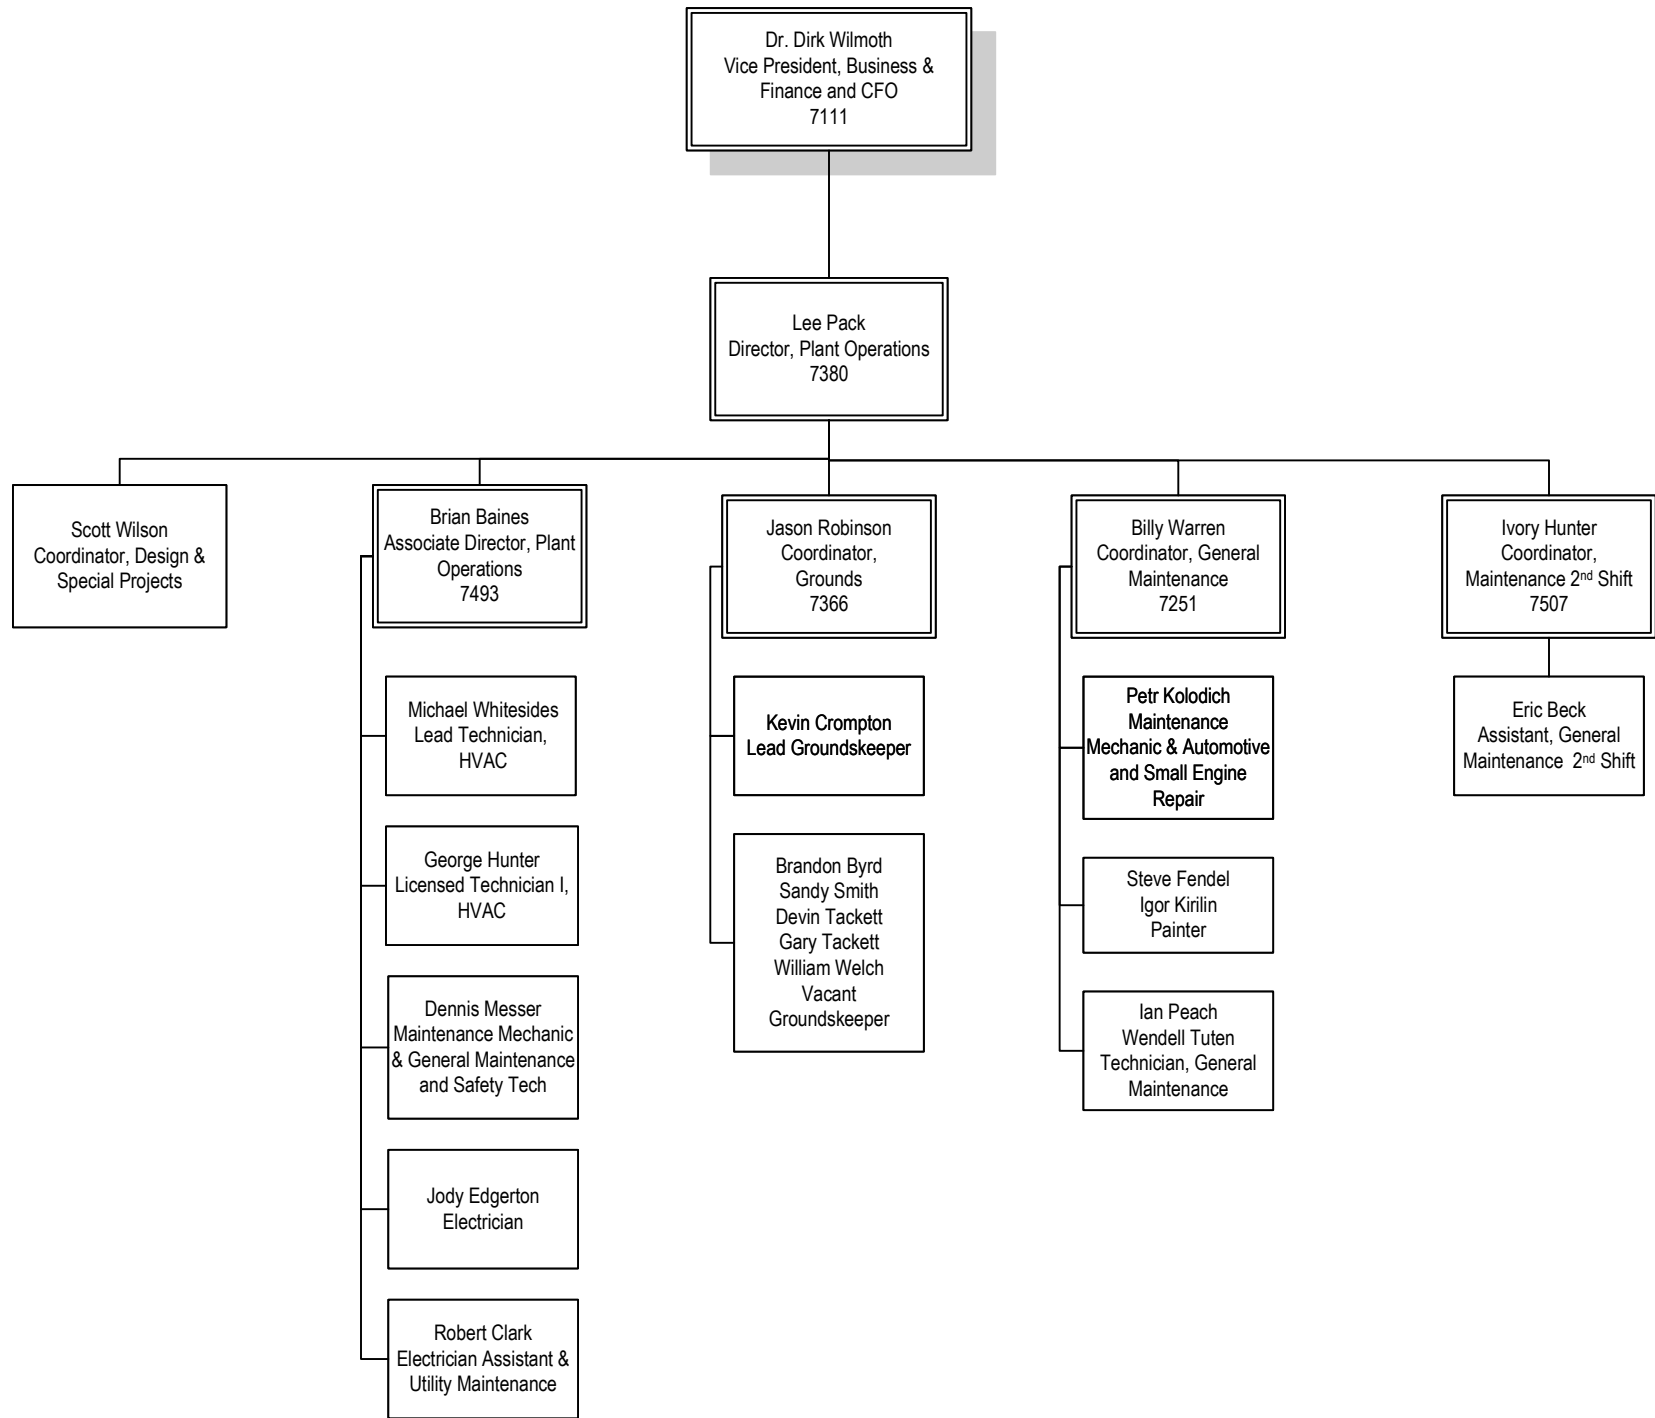 Dr. Dirk Wilmoth
Vice President, Business &
Finance and CFO
7111
Lee Pack
Director, Plant Operations
7380
Scott Wilson
Coordinator, Design &
Special Projects
Brian Baines
Associate Director, Plant
Operations
7493
Jason Robinson
Coordinator,
Grounds
7366
Billy Warren
Coordinator, General
Maintenance
7251
Ivory Hunter
Coordinator,
Maintenance 2nd Shift
7507
Michael Whitesides
Lead Technician,
HVAC
George Hunter
Licensed Technician I,
HVAC
Dennis Messer
Maintenance Mechanic
& General Maintenance
and Safety Tech
Jody Edgerton
Electrician
Robert Clark
Electrician Assistant &
Utility Maintenance
Kevin Crompton
Lead Groundskeeper
Brandon Byrd
Sandy Smith
Devin Tackett
Gary Tackett
William Welch
Vacant
Groundskeeper
Petr Kolodich
Maintenance
Mechanic & Automotive
and Small Engine
Repair
Steve Fendel
Igor Kirilin
Painter
Ian Peach
Wendell Tuten
Technician, General
Maintenance
Eric Beck
Assistant, General
Maintenance 2nd Shift